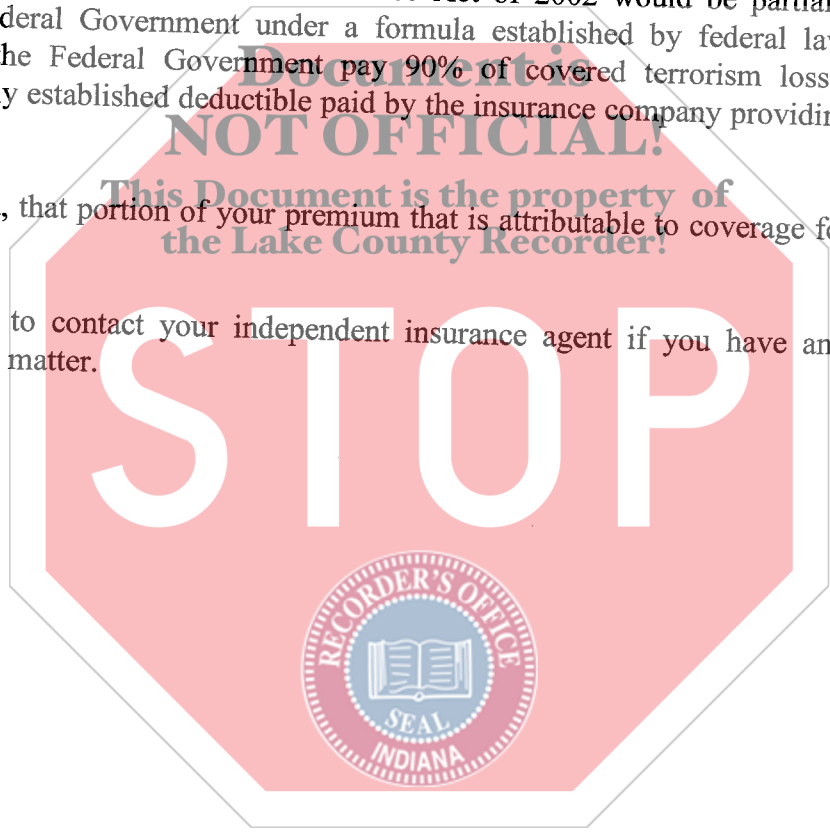 Act of 2002 would be partial
deral Government under a formula established by federal la
he Federal Government pay 90% of covered terrorism loss
y established deductible paid by the insurance company providi
Document is
NOT OFFICIAL!
This Document is the property of
the Lake County Recorder!
, that portion of your premium that is attributable to coverage f
to contact your independent insurance agent if you have an
matter.
STOP
RECORDER'S OFFICE
SEAL
INDIANA